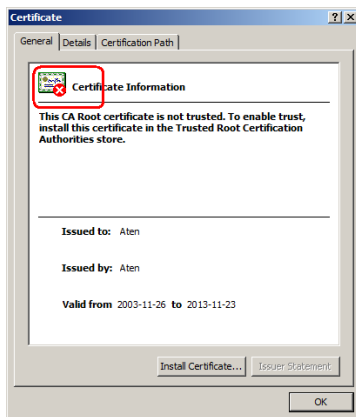 Certificate
General Details Certification Path
Certificate Information
This CA Root certificate is not trusted. To enable trust,
install this certificate in the Trusted Root Certification
Authorities store.
Issued to: Aten
Issued by: Aten
Valid from 2003-11-26 to 2013-11-23
Install Certificate... Issuer Statement
OK